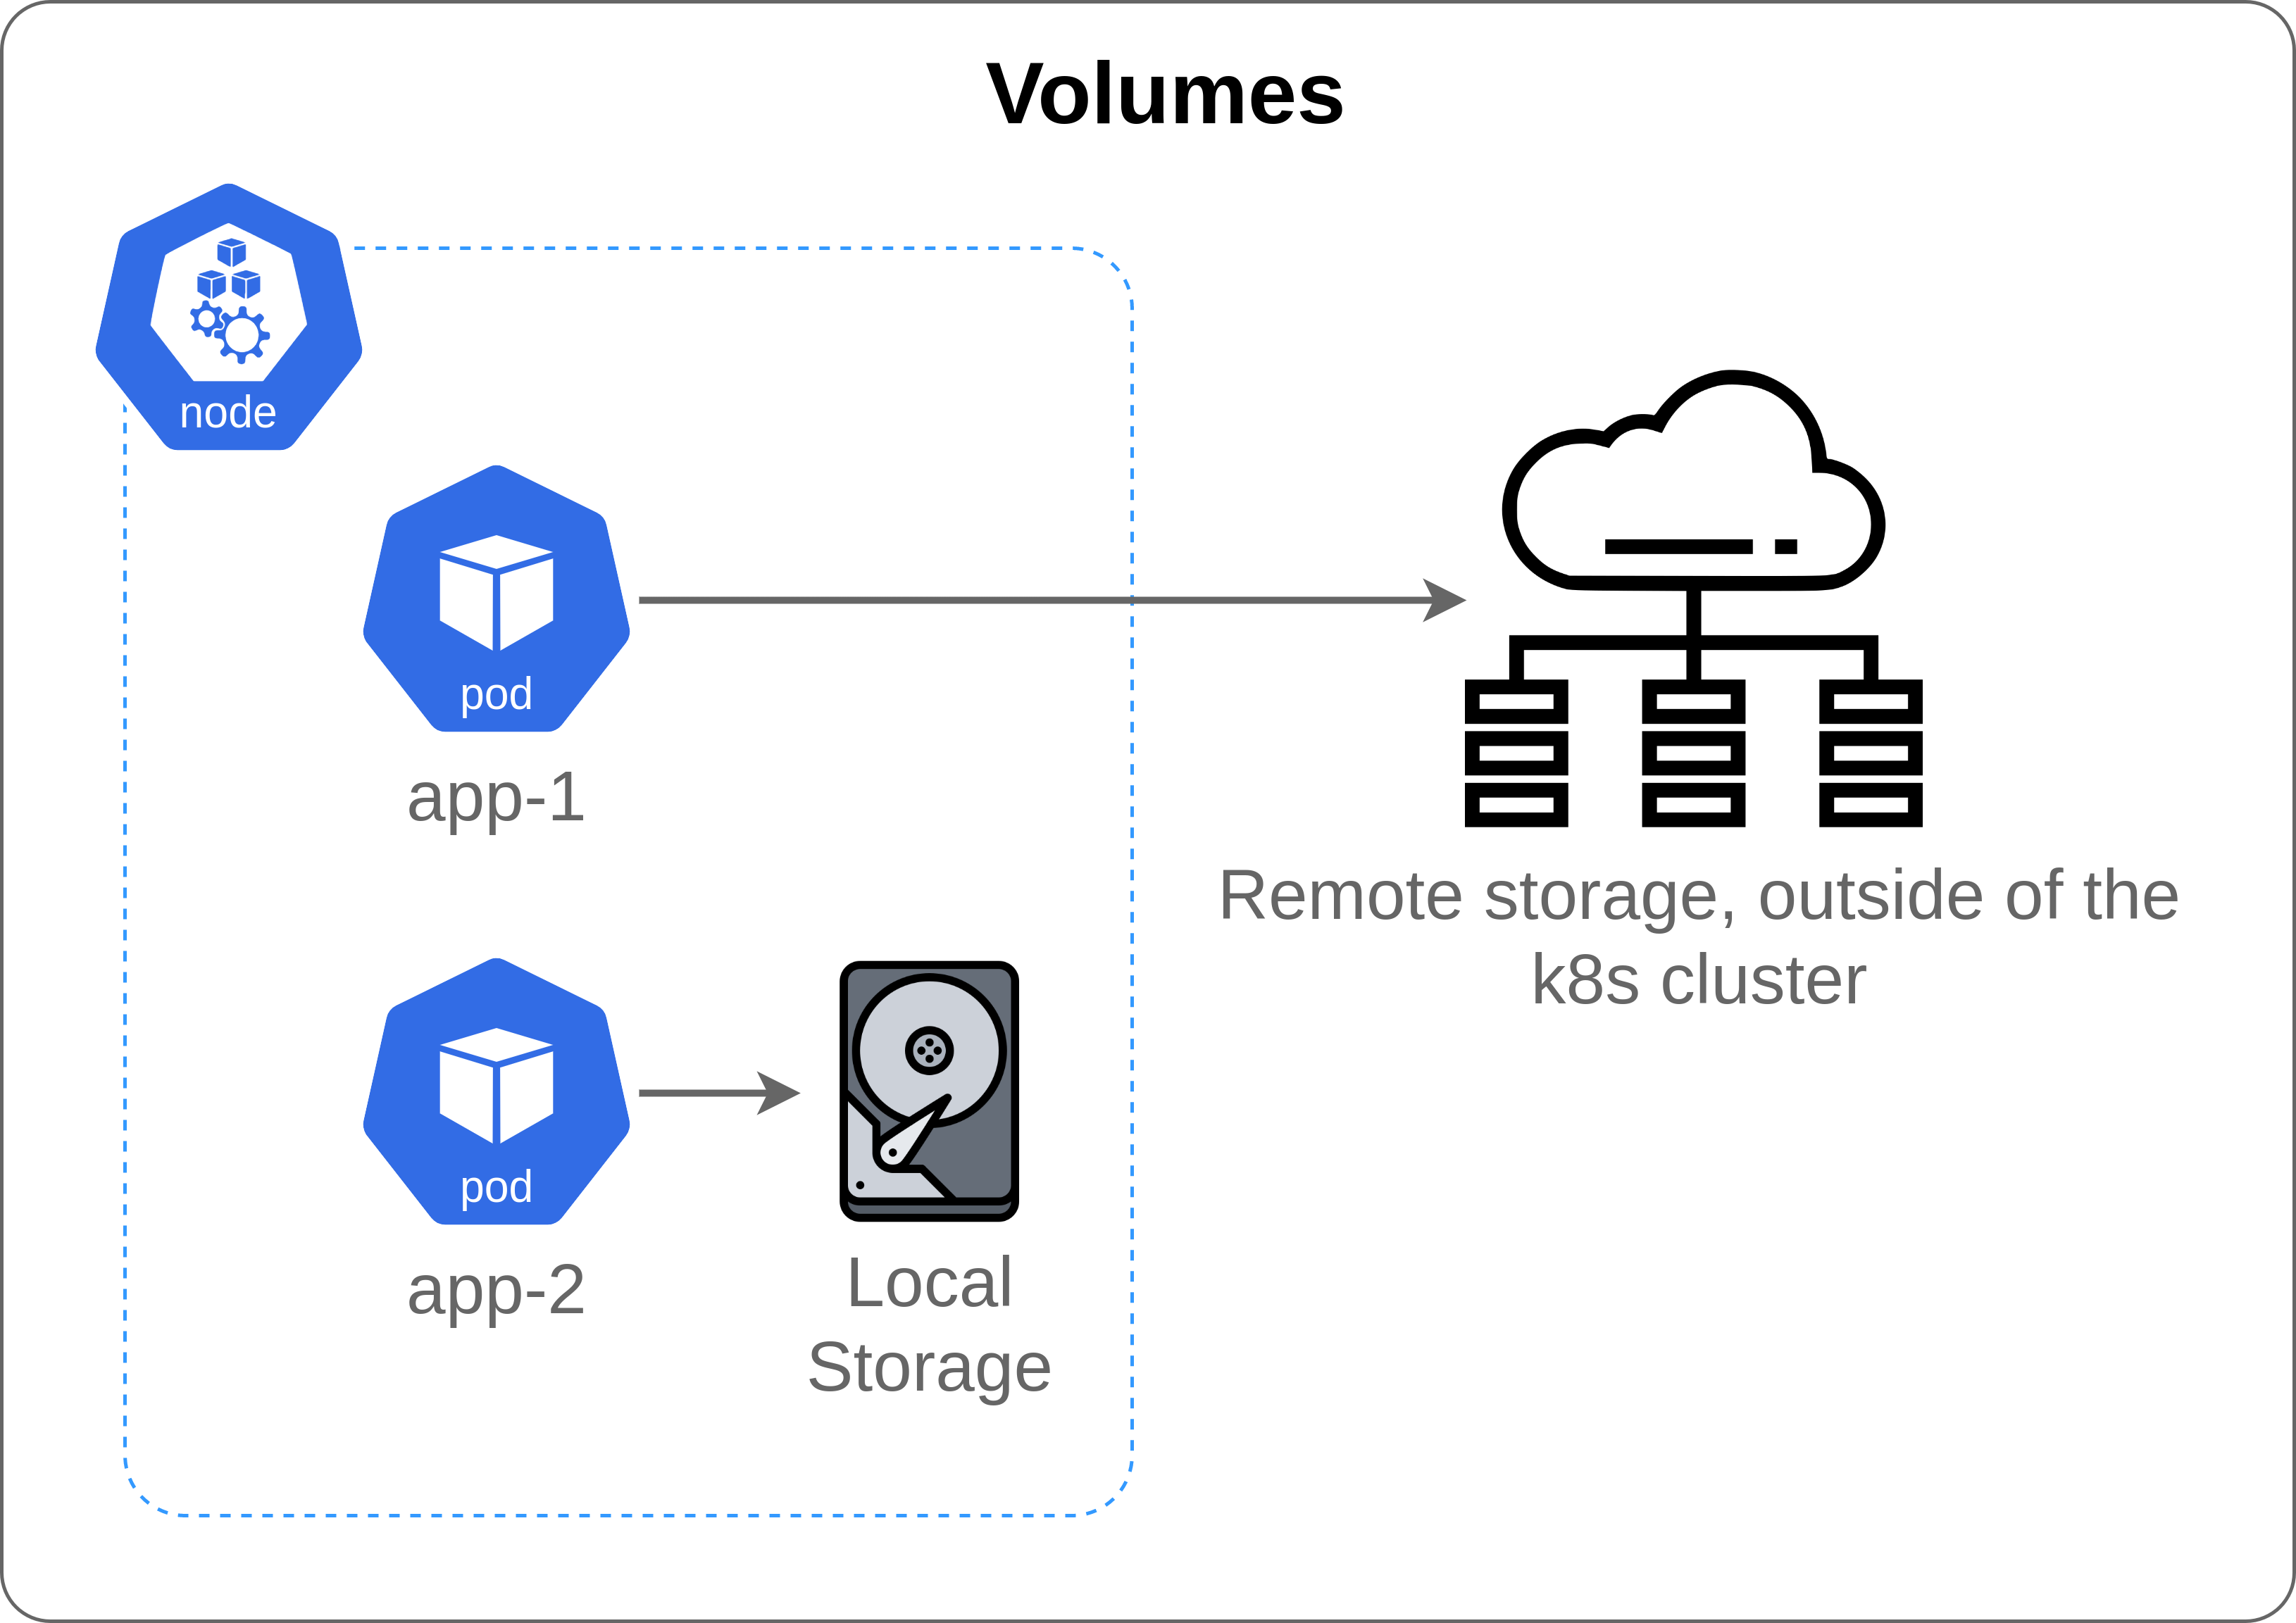 Volumes
node
pod
app-1
Remote storage, outside of the
k8s cluster
pod
app-2
Local
Storage